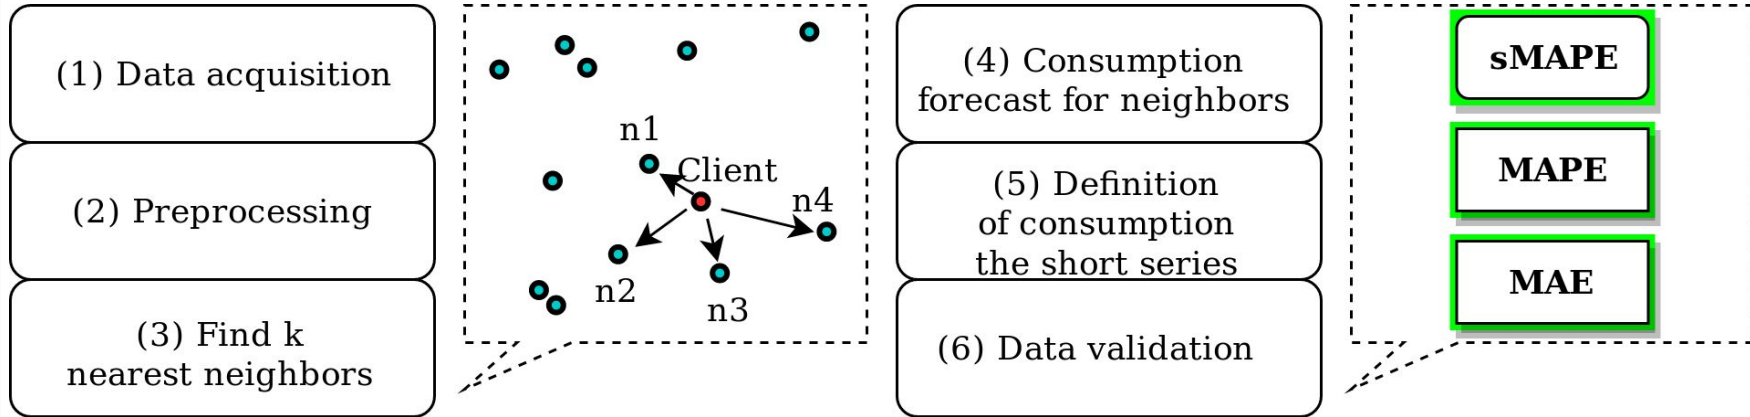 (1) Data acquisition
(2) Preprocessing
(3) Find k
nearest neighbors
n1
Client
n4
n2
n3
(4) Consumption
forecast for neighbors
(5) Definition
of consumption
the short series
(6) Data validation
sMAPE
MAPE
MAE